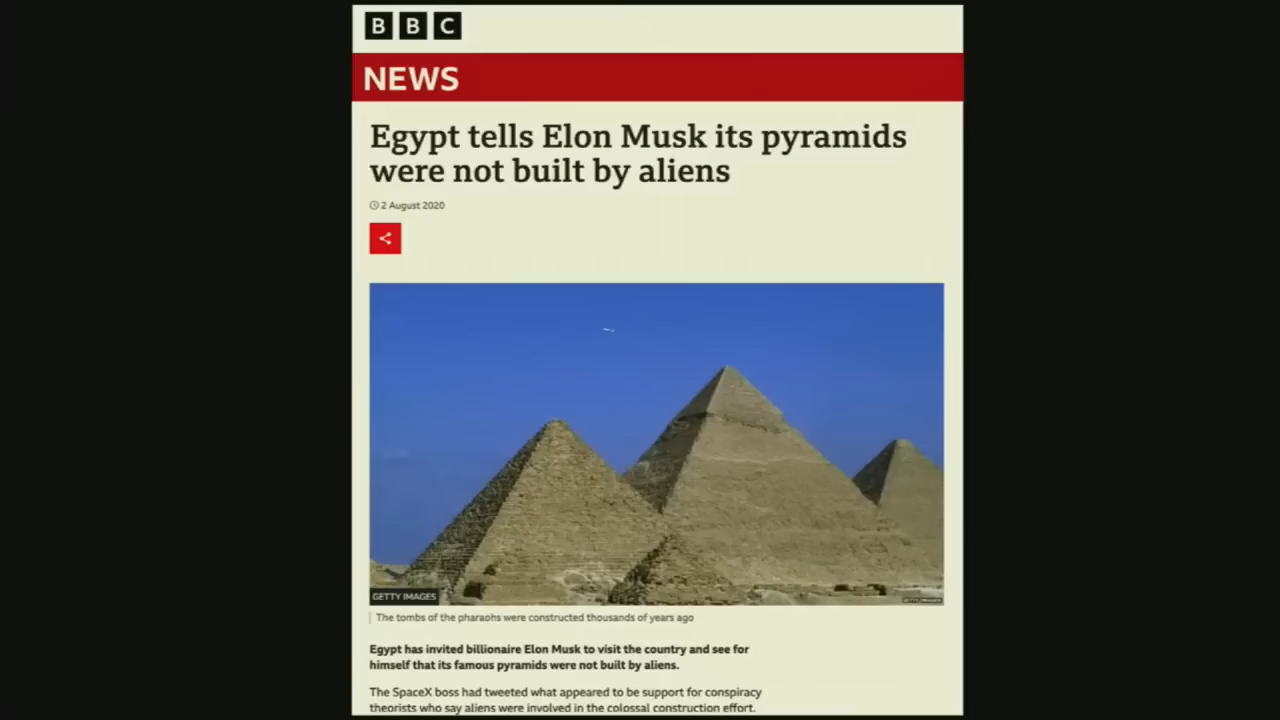 BBC
NEWS
Egypt tells Elon Musk its pyramids
were not built by aliens
2 August 2020
GETTY IMAGES
GETTY IMAGES
The tombs of the pharaohs were constructed thousands of years ago
Egypt has invited billionaire Elon Musk to visit the country and see for
himself that its famous pyramids were not built by aliens.
The SpaceX boss had tweeted what appeared to be support for conspiracy
theorists who say aliens were involved in the colossal construction effort.